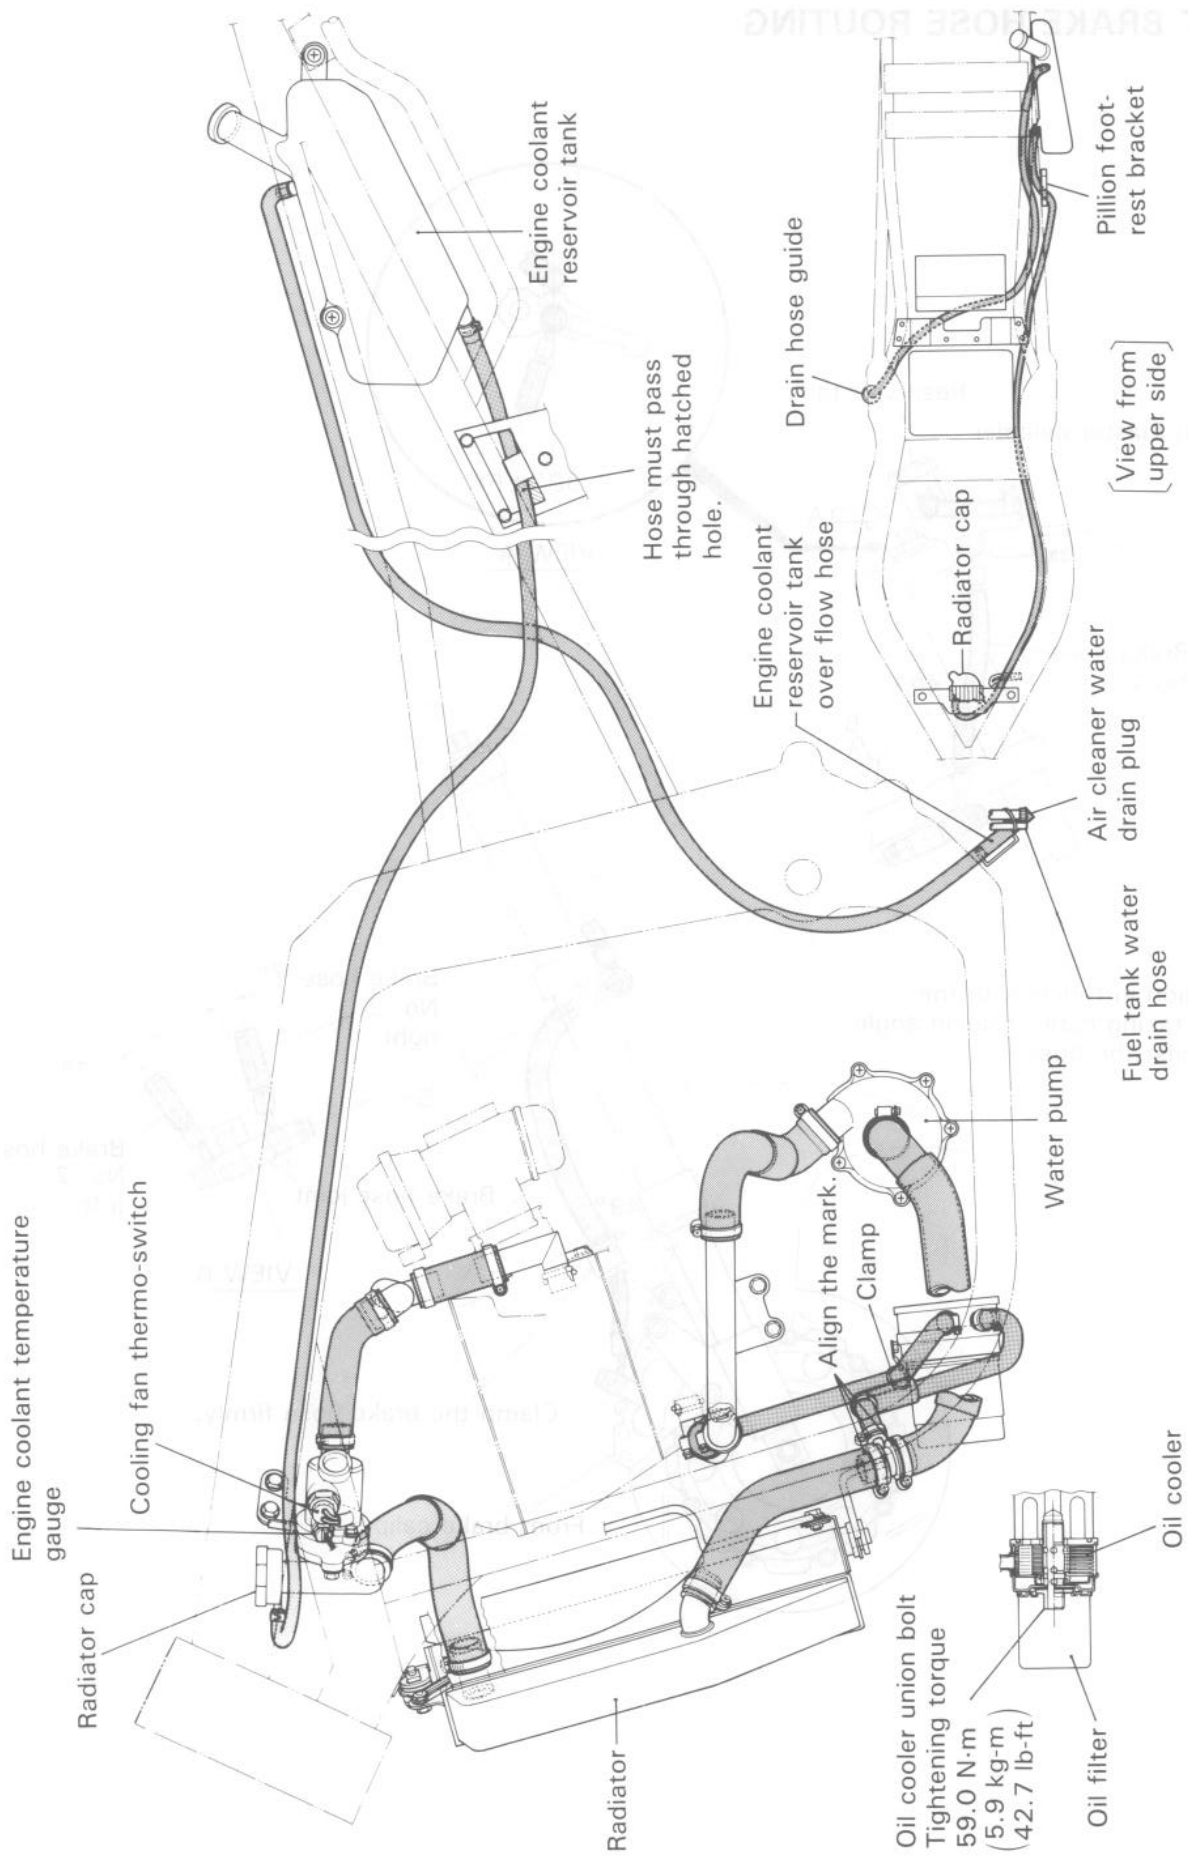 Engine coolant temperature
gauge
Cooling fan thermo-switch
Radiator cap
Engine coolant
reservoir tank
Hose must pass
through hatched
hole.
Drain hose guide
Pillion foot-
rest bracket
View from
upper side
Radiator cap
Engine coolant
reservoir tank
over flow hose
Air cleaner water
drain plug
Fuel tank water
drain hose
Water pump
Align the mark.
Clamp
Radiator
Oil cooler union bolt
Tightening torque
59.0 N·m
(5.9 kg-m
42.7 lb-ft)
Oil filter
Oil cooler
BRAKE HOSE ROUTING